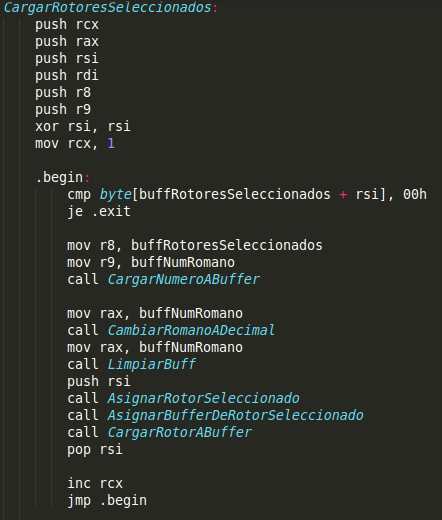 CargarRotoresSeleccionados:
push rcx
push rax
push rsi
push rdi
push r8
push r9
xor rsi, rsi
mov rcx, 1
.begin:
cmp byte[buffRotoresSeleccionados + rsi], 00h
je .exit
mov r8, buffRotoresSeleccionados
mov r9, buffNumRomano
call CargarNumeroABuffer
mov rax, buffNumRomano
call CambiarRomanoADecimal
mov rax, buffNumRomano
call LimpiarBuff
push rsi
call AsignarRotorSeleccionado
call AsignarBufferDeRotorSeleccionado
call CargarRotorABuffer
pop rsi
inc rcx
jmp .begin